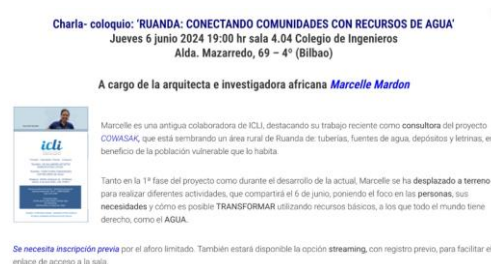 Charla- coloquio: ‘RUANDA: CONECTANDO COMUNIDADES CON RECURSOS DE AGUA’
Jueves 6 junio 2024 19:00 hr sala 4.04 Colegio de Ingenieros
Alda. Mazarredo, 69 – 4º (Bilbao)
A cargo de la arquitecta e investigadora africana Marcelle Mardon
icli
Marcelle es una antigua colaboradora de ICLI, destacando su trabajo reciente como consultora del proyecto
COWASAK, que está sembrando un área rural de Ruanda de: tuberías, fuentes de agua, depósitos y letrinas, en
beneficio de la población vulnerable que lo habita.
Tanto en la 1ª fase del proyecto como durante el desarrollo de la actual, Marcelle se ha desplazado a terreno
para realizar diferentes actividades, que compartirá el 6 de junio, poniendo el foco en las personas, sus
necesidades y cómo es posible TRANSFORMAR utilizando recursos básicos, a los que todo el mundo tiene
derecho, como el AGUA.
Se necesita inscripción previa por el aforo limitado. También estará disponible la opción streaming, con registro previo, para facilitar el
enlace de acceso a la sala.